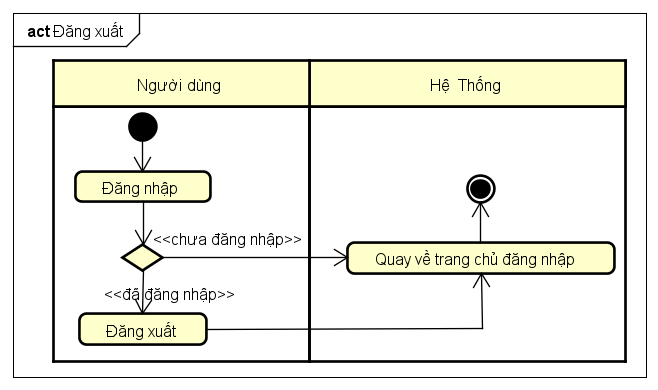 act Đăng xuất
Người dùng
Hệ Thống
Đăng nhập
<<chưa đăng nhập>>
Quay về trang chủ đăng nhập
<<đã đăng nhập>>
Đăng xuất